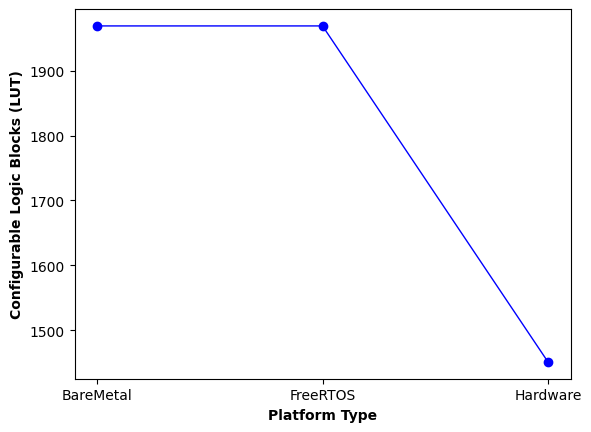 Configurable Logic Blocks (LUT)
1900
1800
1700
1600
1500
BareMetal
FreeRTOS
Hardware
Platform Type